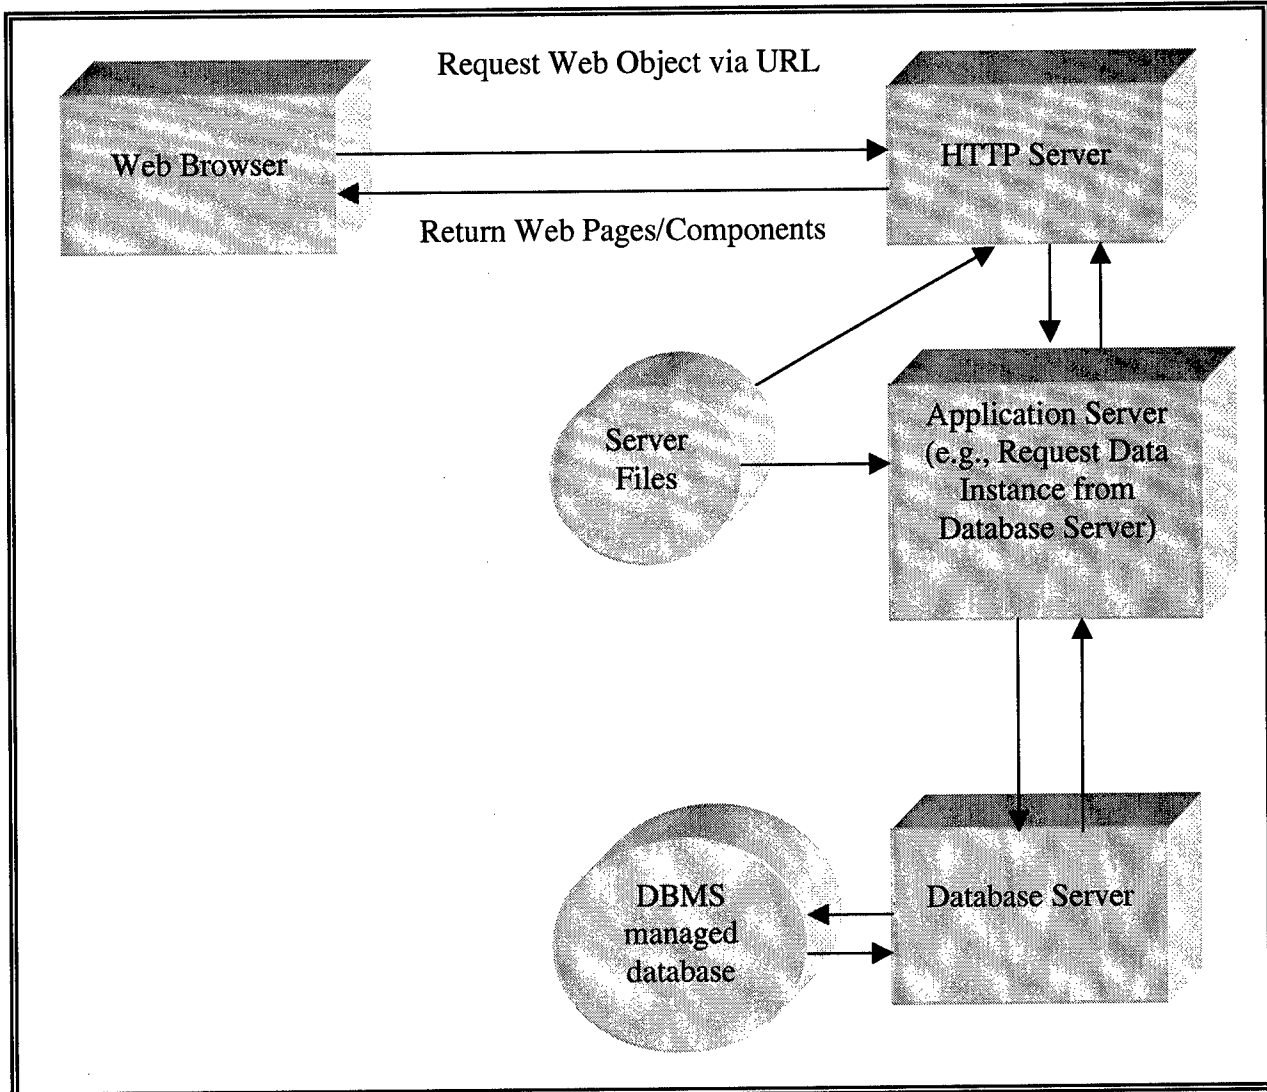 Request Web Object via URL
Web Browser
HTTP Server
Return Web Pages/Components
Server
Files
Application Server
(e.g., Request Data
Instance from
Database Server)
DBMS
managed
database
Database Server